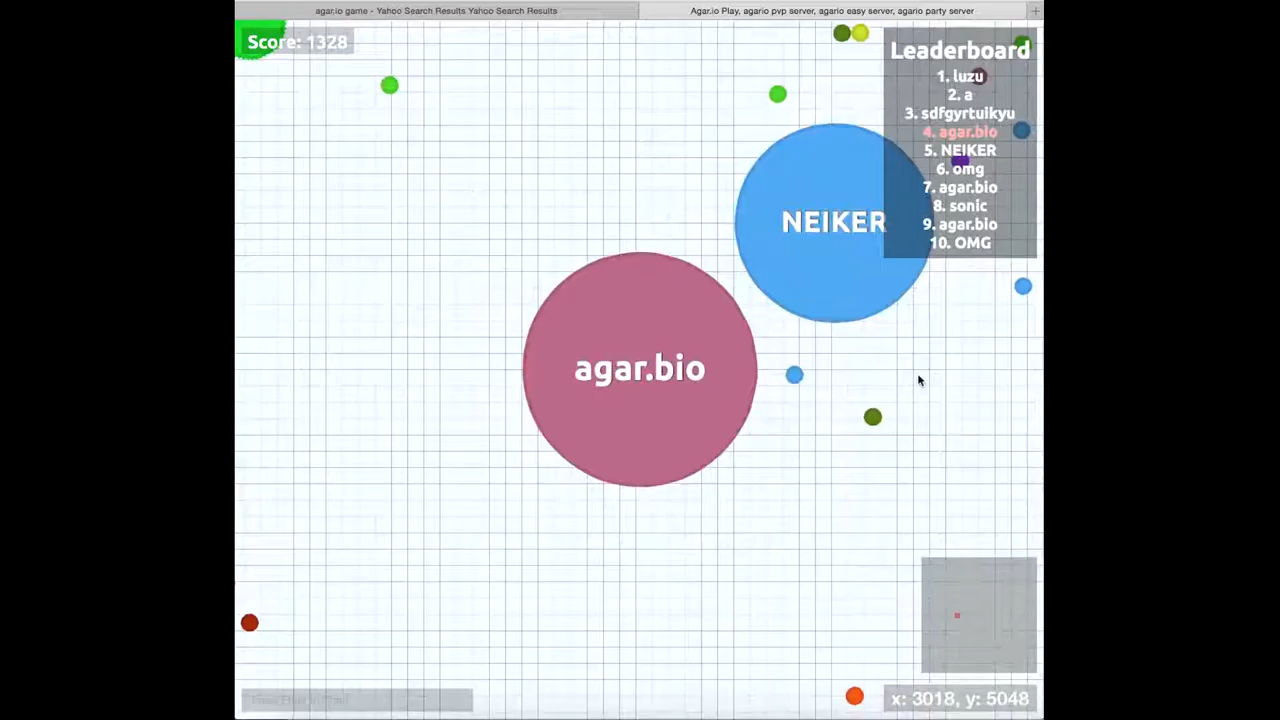 agar.io game - Yahoo Search Results Yahoo Search Results
Agar.io Play, agario pvp server, agario easy server, agario party server
Score: 1328
Leaderboard
1. luzu
2. a
3. sdfgyrtuikyu
4. agar.bio
5. NEIKER
6. omg
7. agar.bio
8. sonic
9. agar.bio
10. OMG
NEIKER
agar.bio
x: 3018, y: 5048